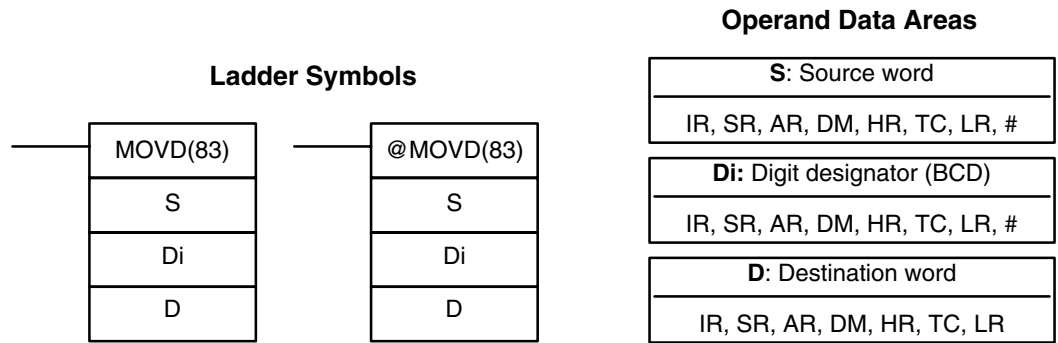 Ladder Symbols
MOVD(83)
S
Di
D
@MOVD(83)
S
Di
D
Operand Data Areas
S: Source word
IR, SR, AR, DM, HR, TC, LR, #
Di: Digit designator (BCD)
IR, SR, AR, DM, HR, TC, LR, #
D: Destination word
IR, SR, AR, DM, HR, TC, LR